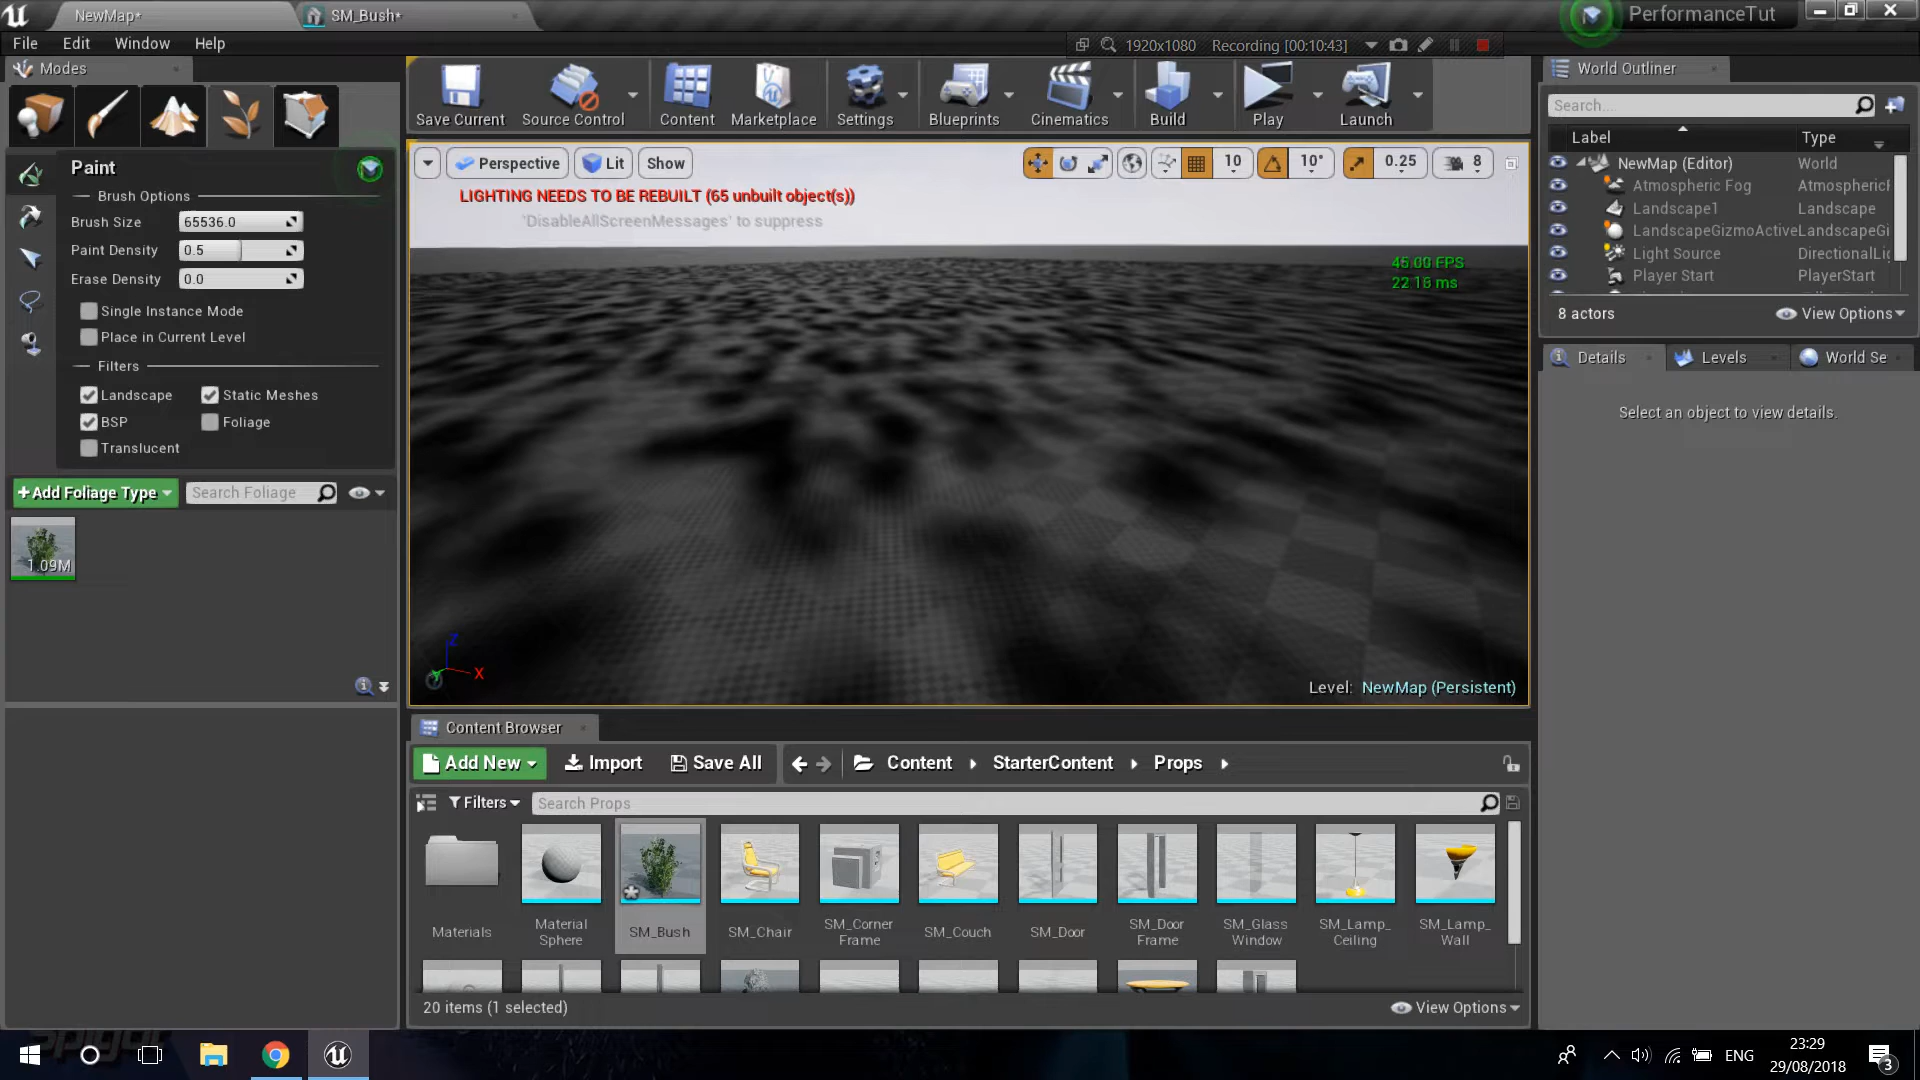 NewMap*
SM_Bush*
PerformanceTut
File Edit Window Help
1920x1080 Recording [00:10:43]
Modes
Save Current
Source Control
Content
Marketplace
Settings
Blueprints
Cinematics
Build
Play
Launch
World Outliner
Search...
Label Type
NewMap (Editor) World
Atmospheric Fog Atmosphericl
Landscape1 Landscape
LandscapeGizmoActive LandscapeGi
Light Source DirectionalLig
Player Start PlayerStart
8 actors
View Options
Details
Levels
World Se
Select an object to view details.
Paint
Brush Options
Brush Size 65536.0
Paint Density 0.5
Erase Density 0.0
Single Instance Mode
Place in Current Level
Filters
Landscape Static Meshes
BSP Foliage
Translucent
+Add Foliage Type
Search Foliage
1.09M
Perspective
Lit
Show
10
10°
0.25
8
LIGHTING NEEDS TO BE REBUILT (65 unbuilt object(s))
'DisableAllScreenMessages' to suppress
45.00 FPS
22.16 ms
Z
X
Y
Level: NewMap (Persistent)
Content Browser
Add New
Import
Save All
Content
StarterContent
Props
Filters
Search Props
Materials
Material
Sphere
SM_Bush
SM_Chair
SM_Corner
Frame
SM_Couch
SM_Door
SM_Door
Frame
SM_Glass
Window
SM_Lamp_
Ceiling
SM_Lamp_
Wall
20 items (1 selected)
View Options
ENG
23:29
29/08/2018
3